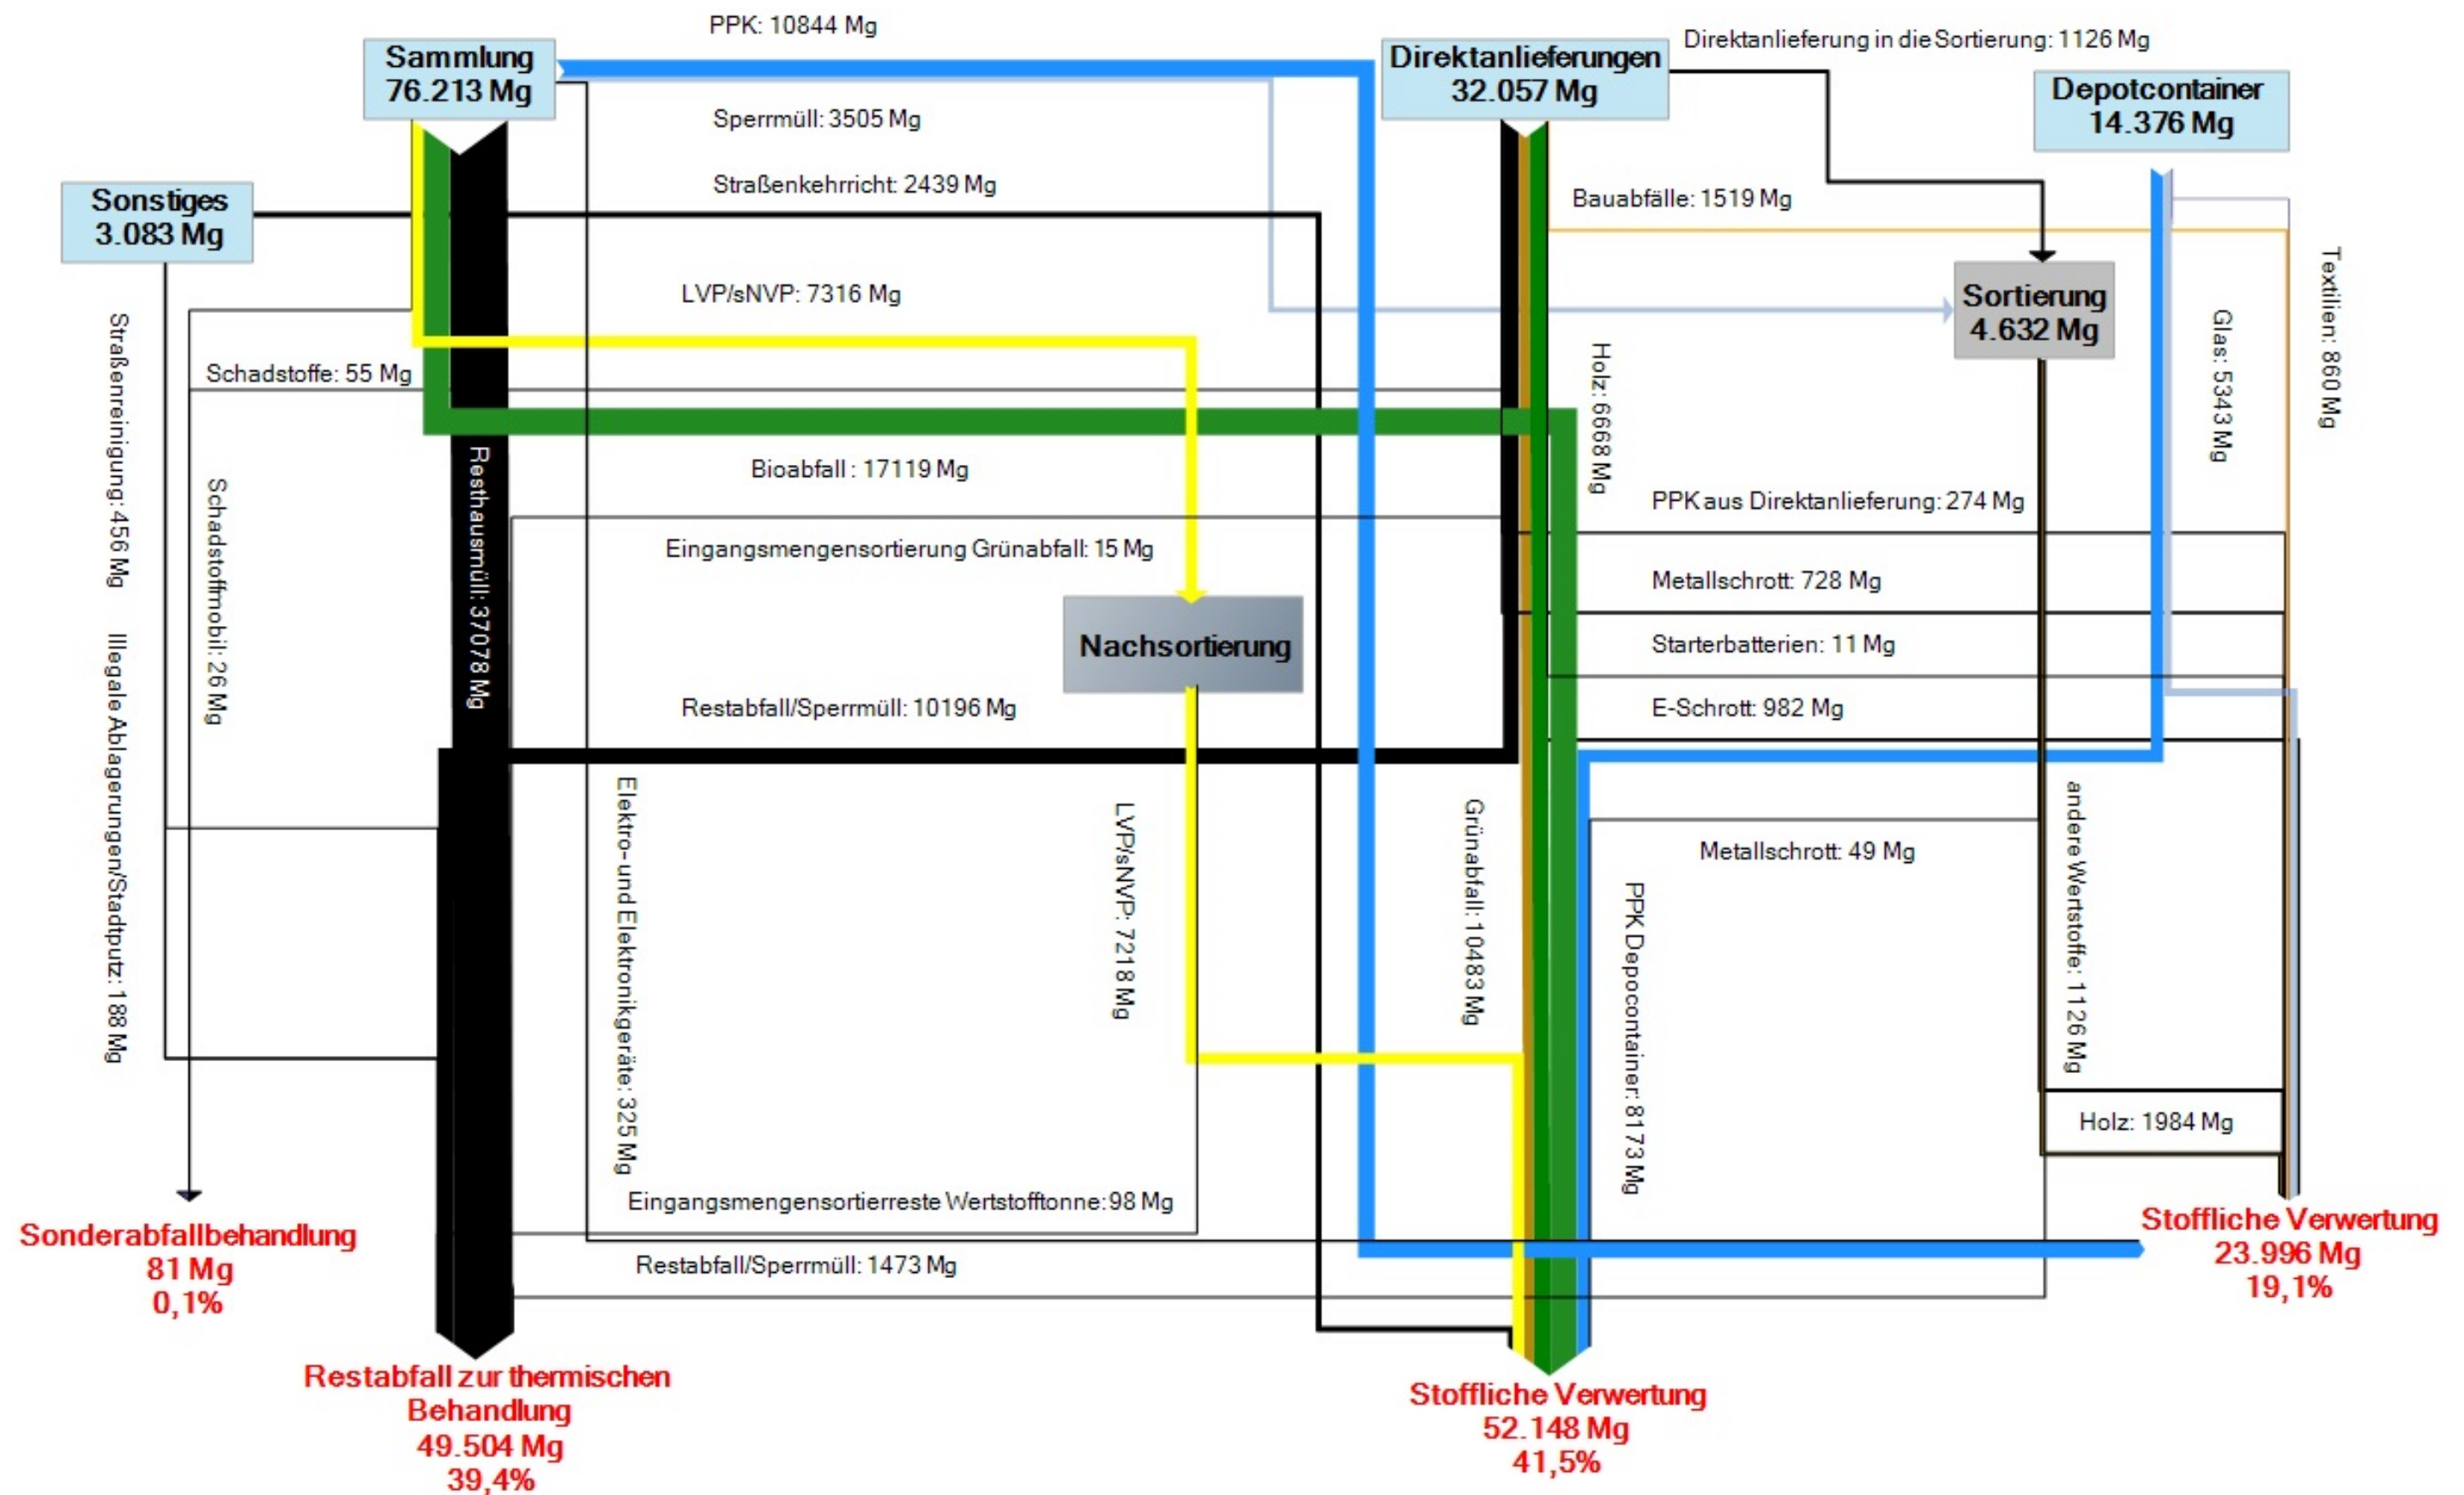 PPK: 10844 Mg
Sammlung
76.213 Mg
Direktanlieferungen
32.057 Mg
Direktanlieferung in die Sortierung: 1126 Mg
Depotcontainer
14.376 Mg
Sperrmüll: 3505 Mg
Straßenkehrricht: 2439 Mg
Sonstiges
3.083 Mg
Bauabfälle: 1519 Mg
LVP/sNVP: 7316 Mg
Sortierung
4.632 Mg
Textilien: 860 Mg
Glas: 5343 Mg
Straßenreinigung: 456 Mg
Schadstoffe: 55 Mg
Holz: 6668 Mg
Bioabfall : 17119 Mg
Resthausmüll: 37078 Mg
Schadstoffmobil: 26 Mg
PPK aus Direktanlieferung: 274 Mg
Eingangsmengensortierung Grünabfall: 15 Mg
Metallschrott: 728 Mg
Nachsortierung
Starterbatterien: 11 Mg
Illegale Ablagerungen/Stadtputz: 188 Mg
Restabfall/Sperrmüll: 10196 Mg
E-Schrott: 982 Mg
Elektro- und Elektronikgeräte: 325 Mg
LVP/sNVP: 7218 Mg
Grünabfall: 10483 Mg
Metallschrott: 49 Mg
PPK Depocontainer: 8173 Mg
andere Wertstoffe: 1126 Mg
Holz: 1984 Mg
Eingangsmengensortierreste Wertstofftonne: 98 Mg
Restabfall/Sperrmüll: 1473 Mg
Sonderabfallbehandlung
81 Mg
0,1%
Stoffliche Verwertung
23.996 Mg
19,1%
Restabfall zur thermischen
Behandlung
49.504 Mg
39,4%
Stoffliche Verwertung
52.148 Mg
41,5%